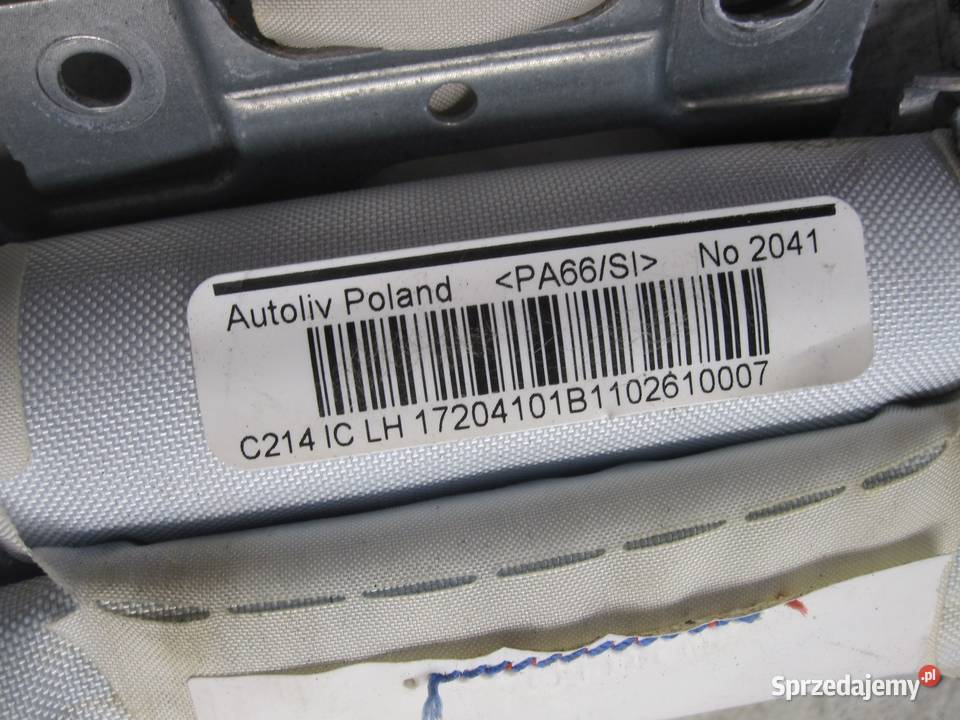 Autoliv Poland <PA66/SI> No 2041
C214 IC LH 17204101B1102610007
Sprzedajemy.pl